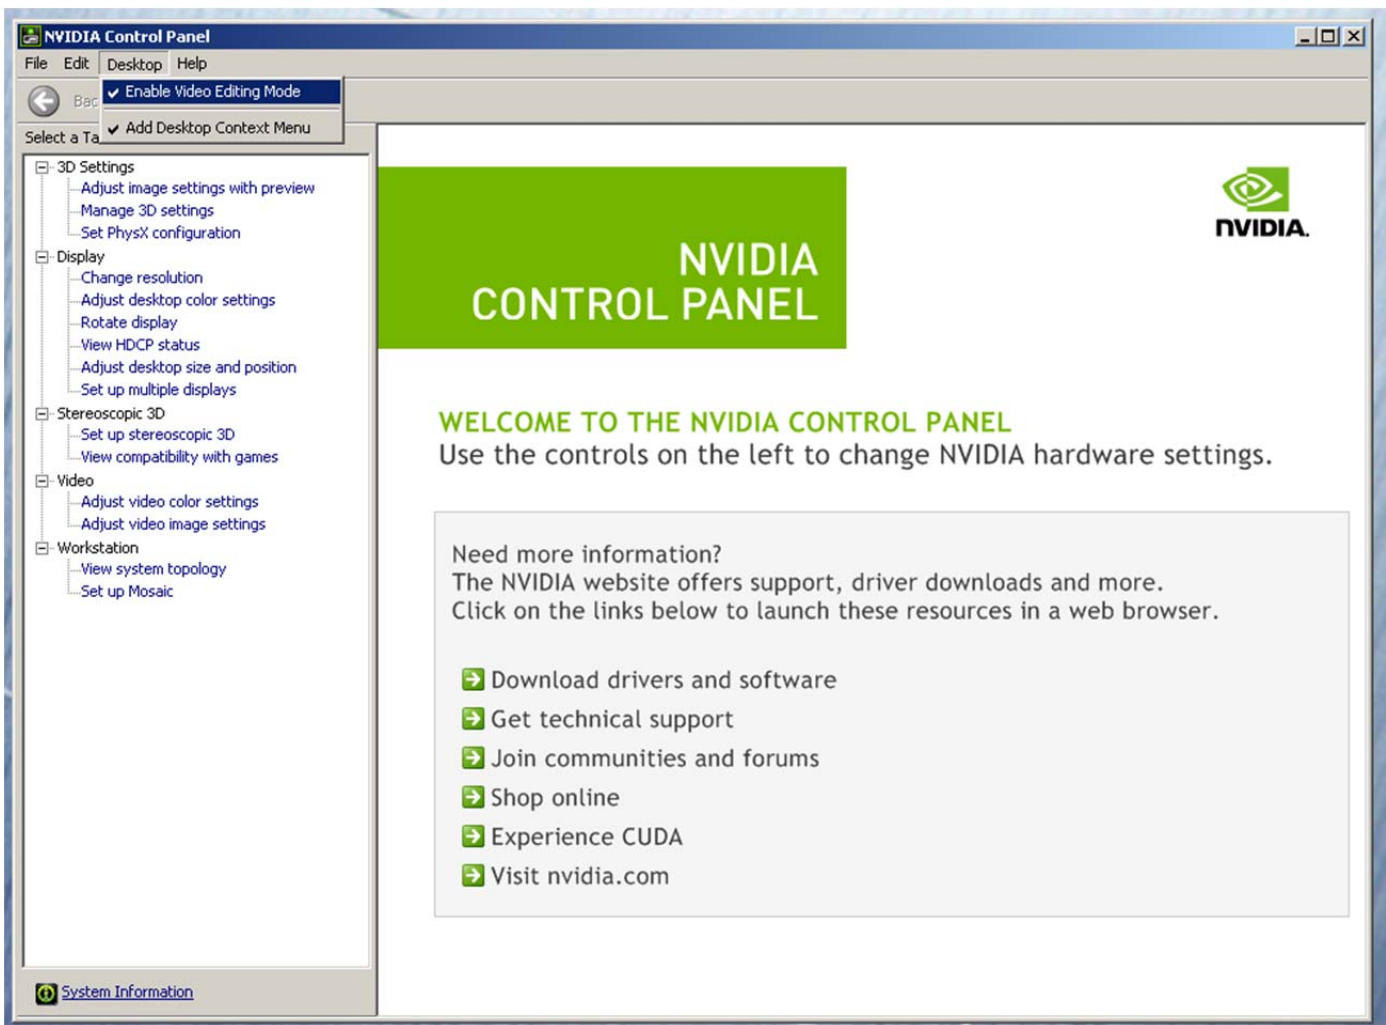 NVIDIA Control Panel
File Edit Desktop Help
Bac
Enable Video Editing Mode
Add Desktop Context Menu
Select a Ta
3D Settings
Adjust image settings with preview
Manage 3D settings
Set PhysX configuration
Display
Change resolution
Adjust desktop color settings
Rotate display
View HDCP status
Adjust desktop size and position
Set up multiple displays
Stereoscopic 3D
Set up stereoscopic 3D
View compatibility with games
Video
Adjust video color settings
Adjust video image settings
Workstation
View system topology
Set up Mosaic
System Information
NVIDIA
CONTROL PANEL
NVIDIA.
WELCOME TO THE NVIDIA CONTROL PANEL
Use the controls on the left to change NVIDIA hardware settings.
Need more information?
The NVIDIA website offers support, driver downloads and more.
Click on the links below to launch these resources in a web browser.
Download drivers and software
Get technical support
Join communities and forums
Shop online
Experience CUDA
Visit nvidia.com